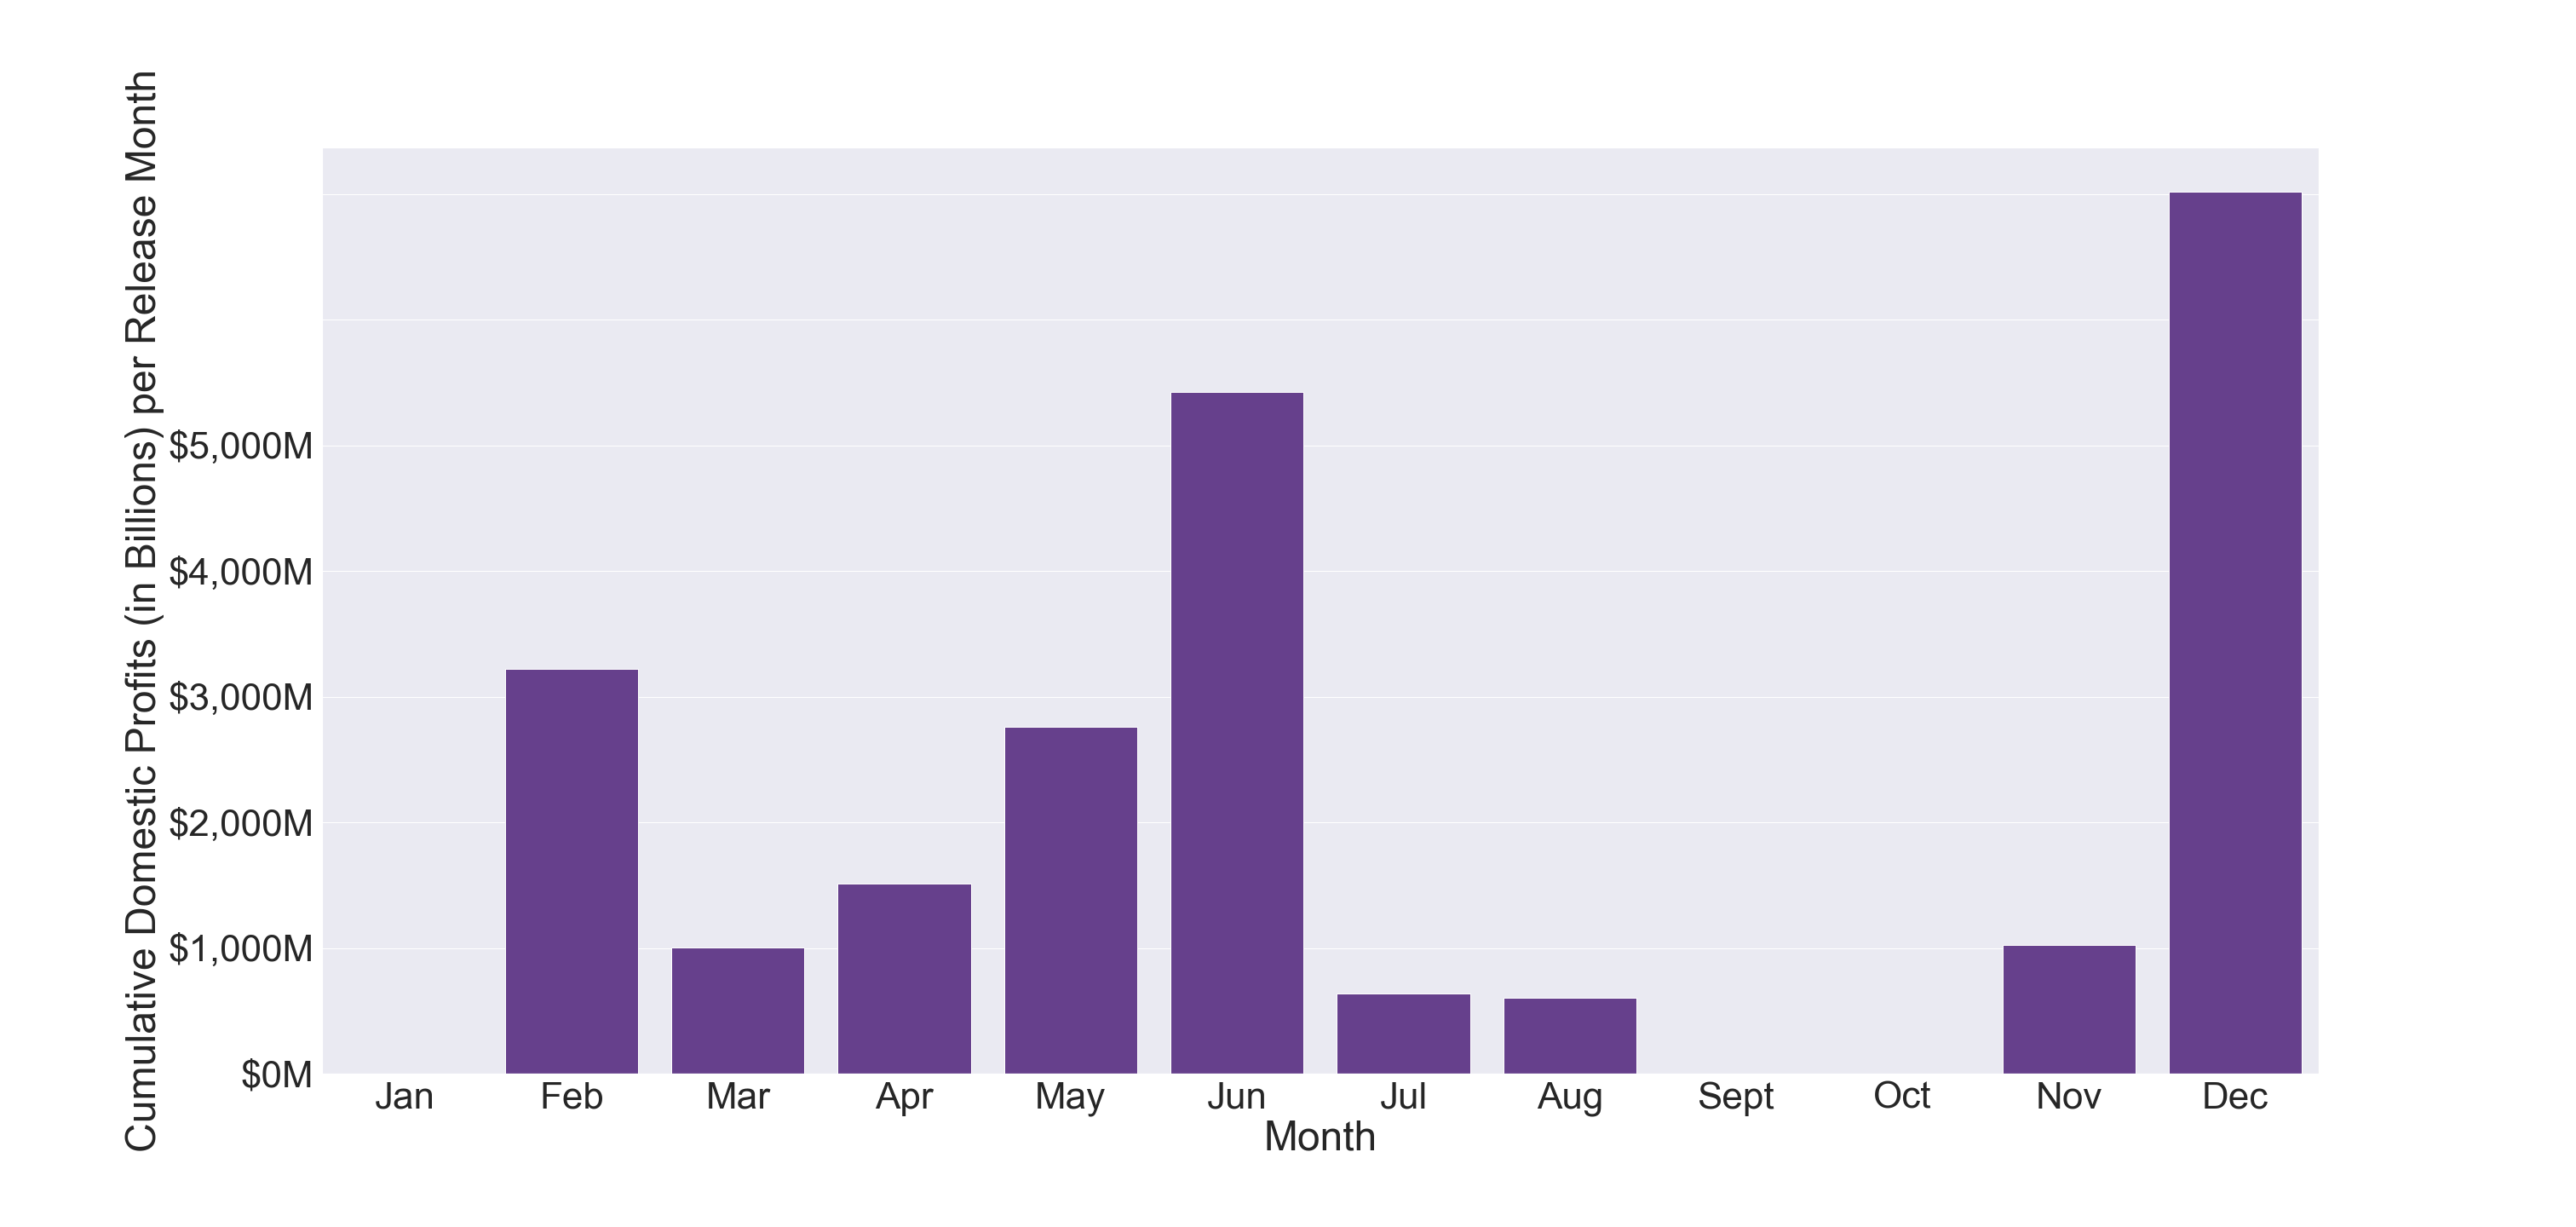 Cumulative Domestic Profits (in Billions) per Release Month
$5,000M
$4,000M
$3,000M
$2,000M
$1,000M
$0M
Jan Feb Mar Apr May Jun Jul Aug Sept Oct Nov Dec
Month